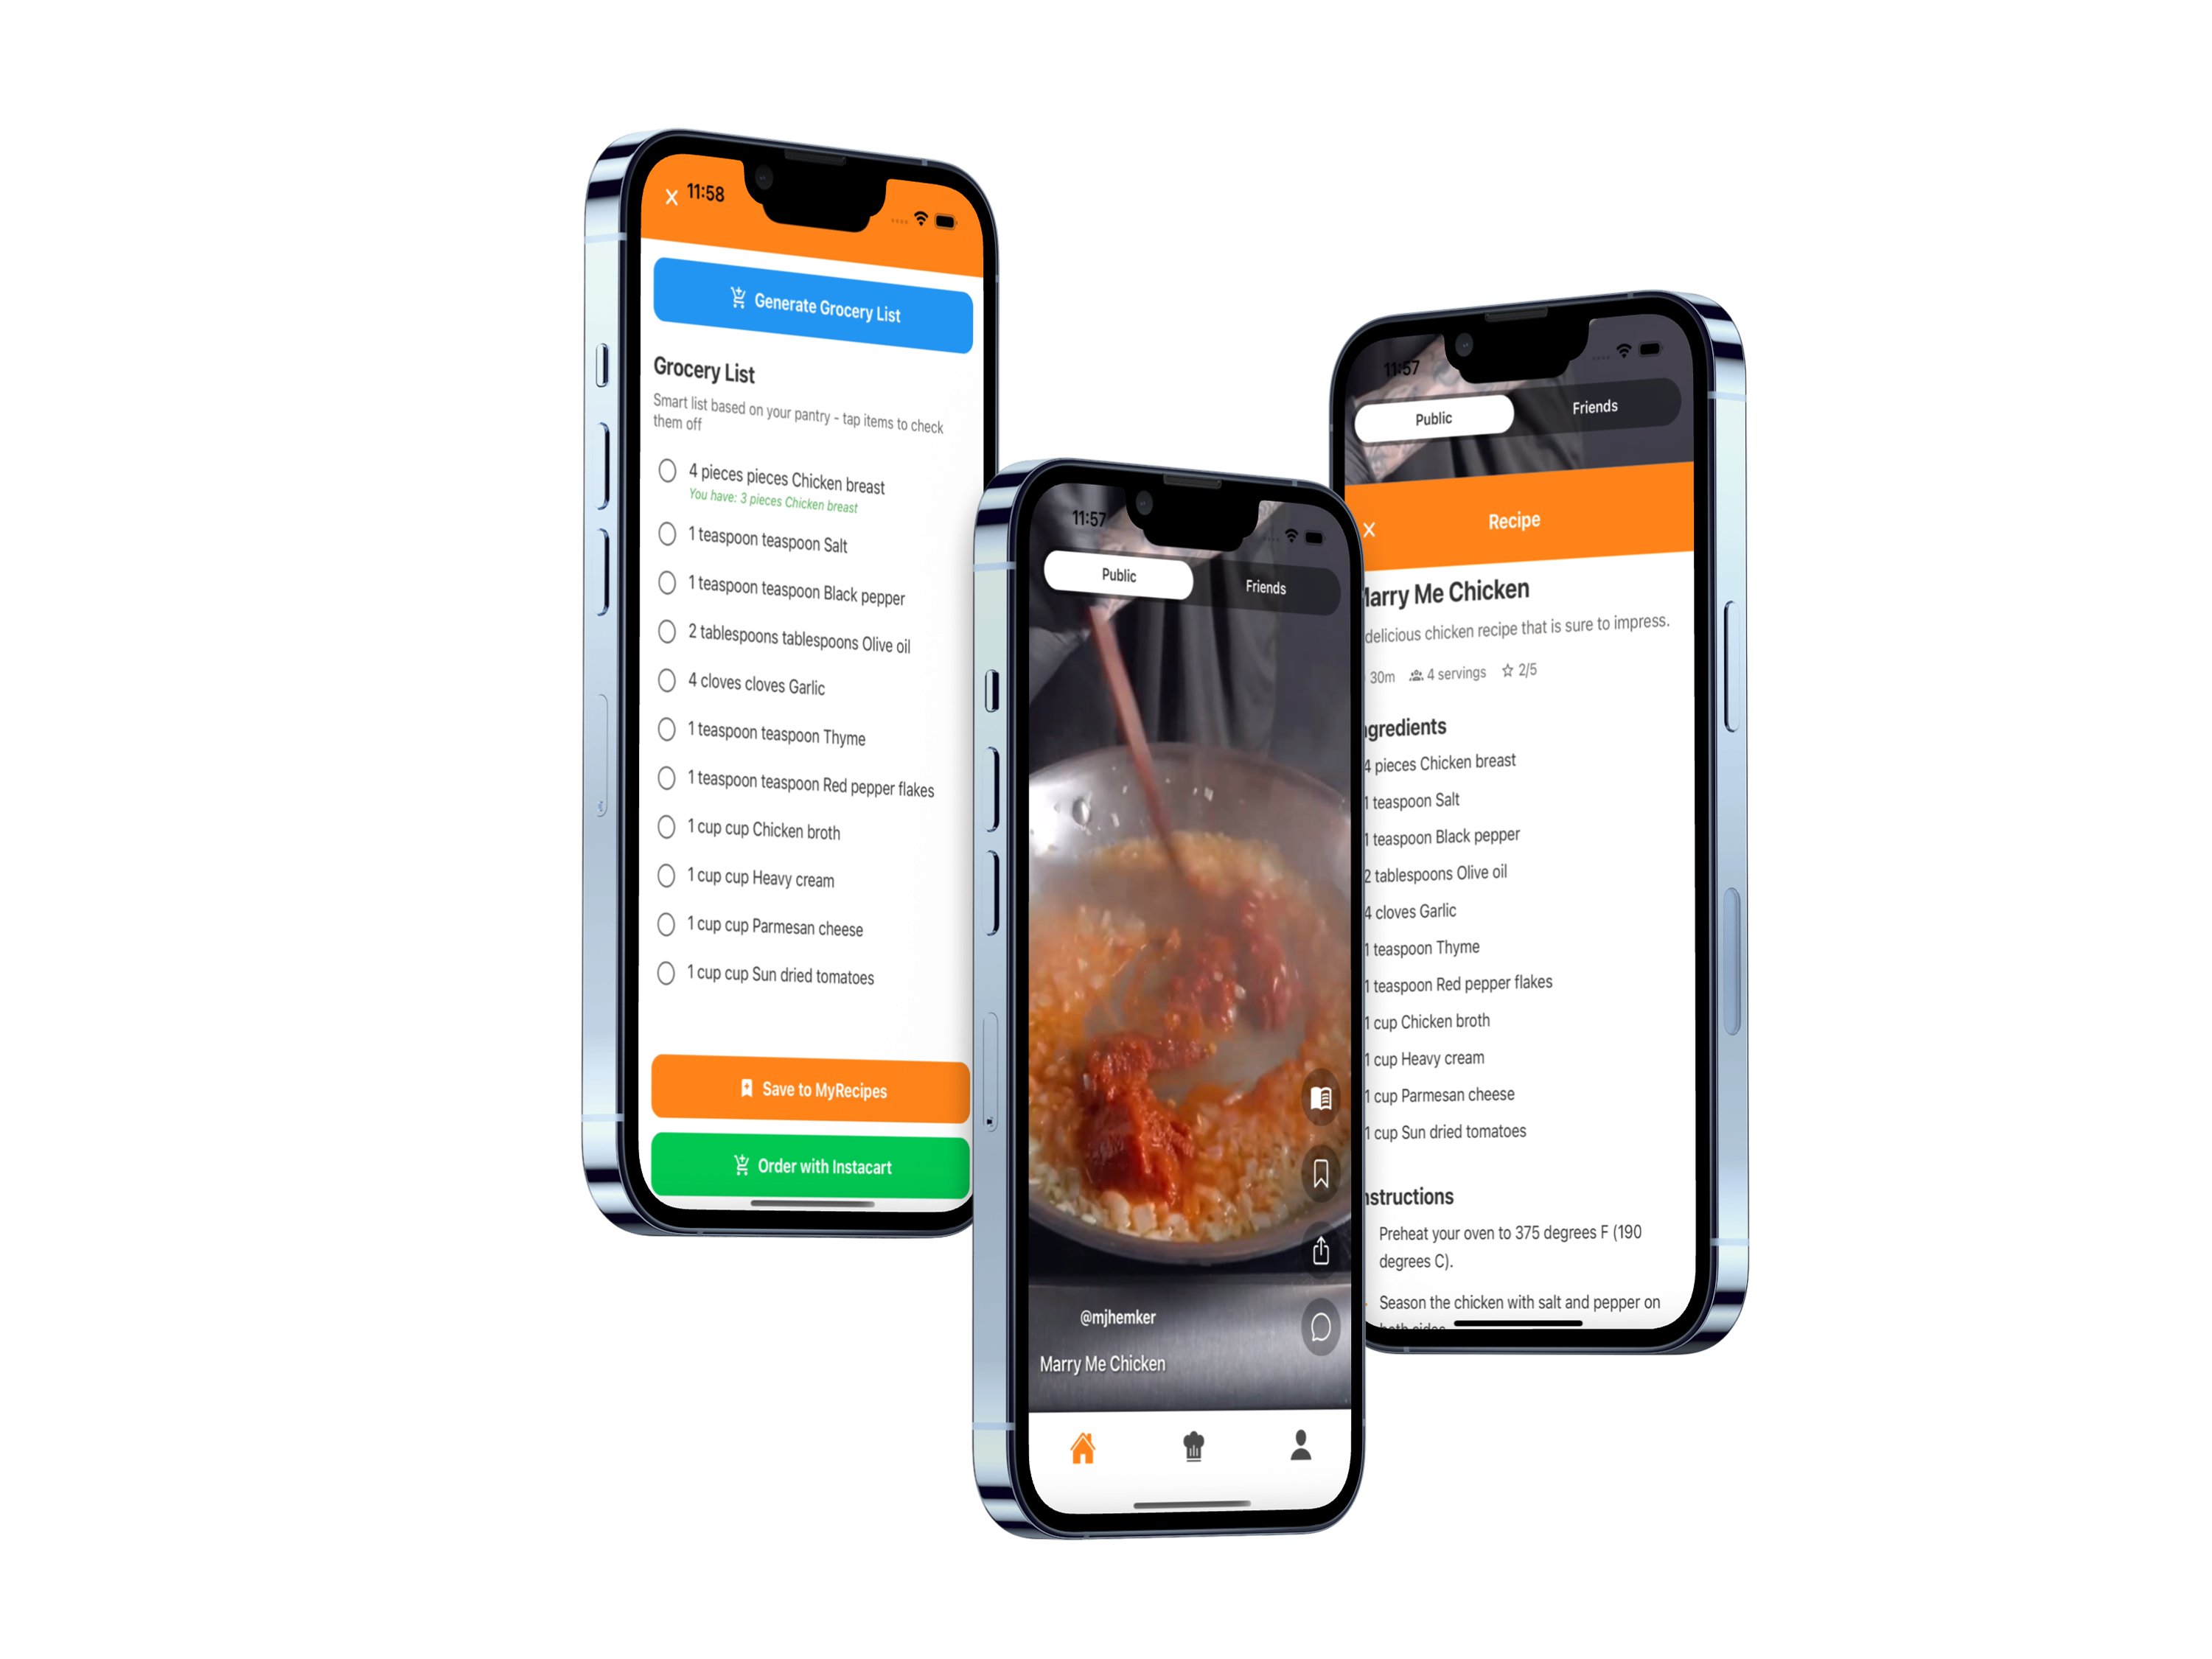 11:58
Generate Grocery List
Grocery List
Smart list based on your pantry - tap items to check
them off
4 pieces pieces Chicken breast
You have: 3 pieces Chicken breast
1 teaspoon teaspoon Salt
1 teaspoon teaspoon Black pepper
2 tablespoons tablespoons Olive oil
4 cloves cloves Garlic
1 teaspoon teaspoon Thyme
1 teaspoon teaspoon Red pepper flakes
1 cup cup Chicken broth
1 cup cup Heavy cream
1 cup cup Parmesan cheese
1 cup cup Sun dried tomatoes
Save to MyRecipes
Order with Instacart
11:57
Public
Friends
@mjhemker
Marry Me Chicken
11:57
Public
Friends
Recipe
Marry Me Chicken
delicious chicken recipe that is sure to impress.
30m
4 servings
2/5
ngredients
4 pieces Chicken breast
1 teaspoon Salt
1 teaspoon Black pepper
2 tablespoons Olive oil
4 cloves Garlic
1 teaspoon Thyme
1 teaspoon Red pepper flakes
1 cup Chicken broth
1 cup Heavy cream
1 cup Parmesan cheese
1 cup Sun dried tomatoes
nstructions
Preheat your oven to 375 degrees F (190
degrees C).
Season the chicken with salt and pepper on
both sides